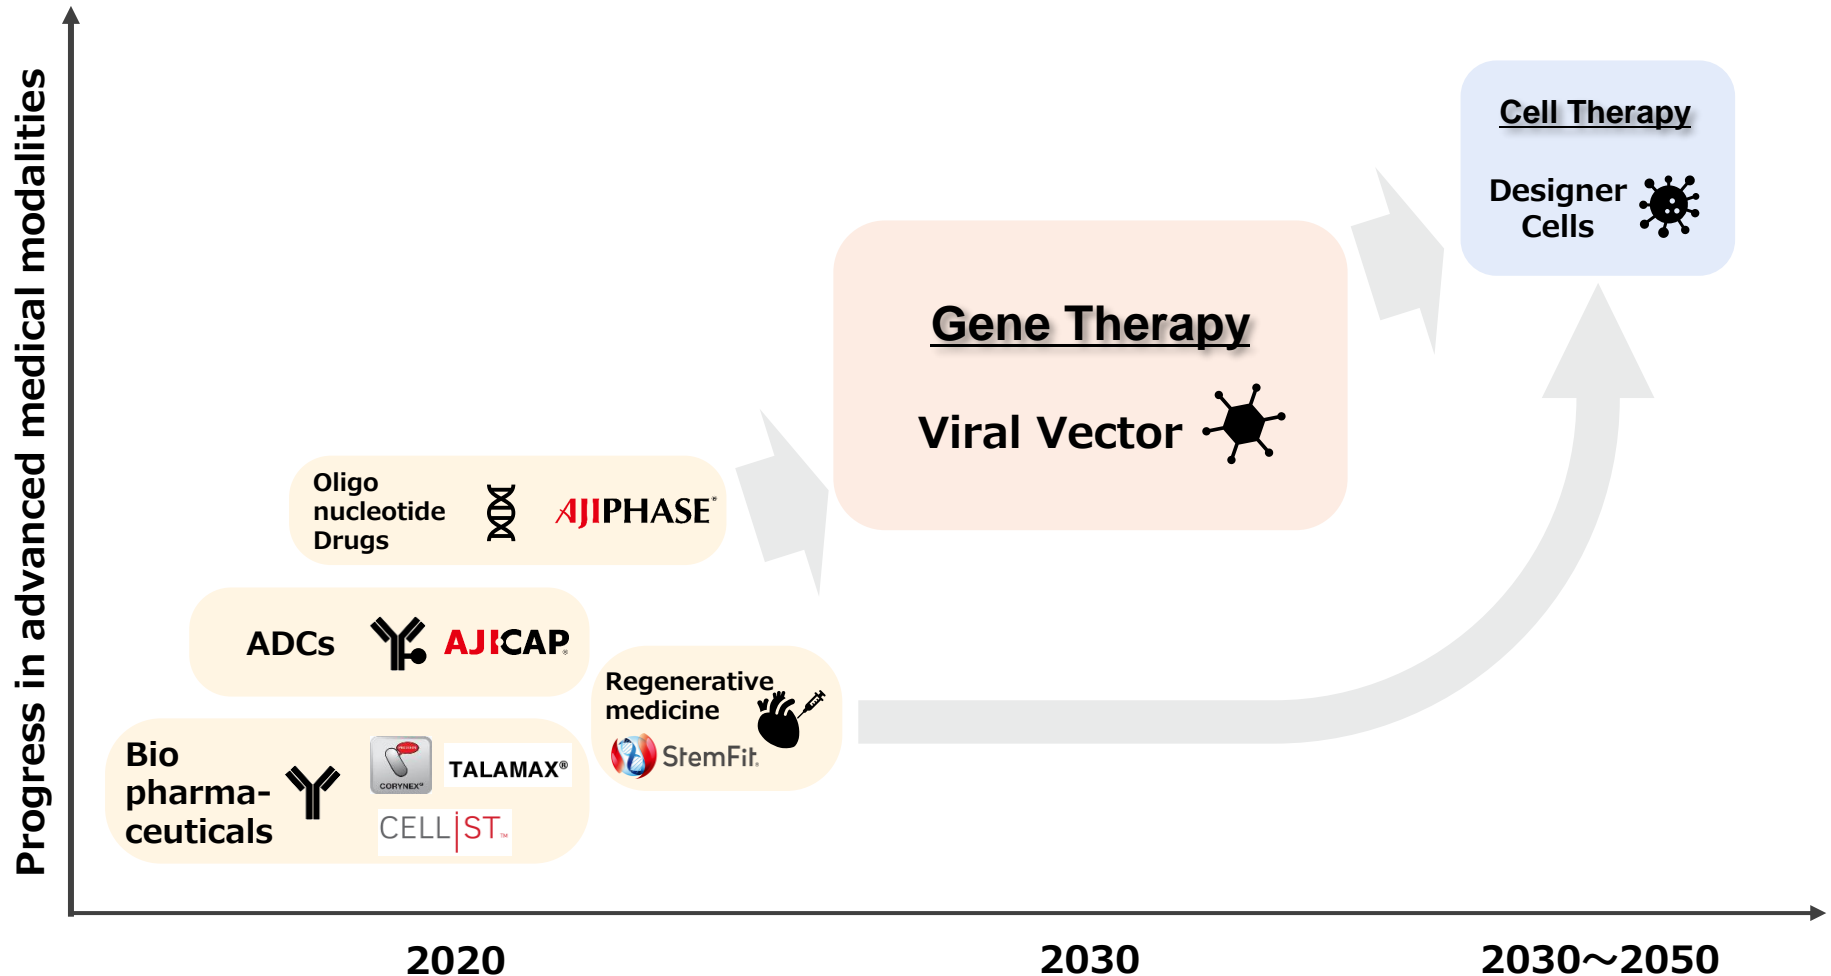 Progress in advanced medical modalities
Cell Therapy
Designer
Cells
Gene Therapy
Viral Vector
Oligo
nucleotide
Drugs
AJIPHASE®
ADCs
AJICAP®
Regenerative
medicine
StemFit®
Bio
pharma-
ceuticals
CORYNEX®
TALAMAX®
CELLiST™
2020
2030
2030～2050